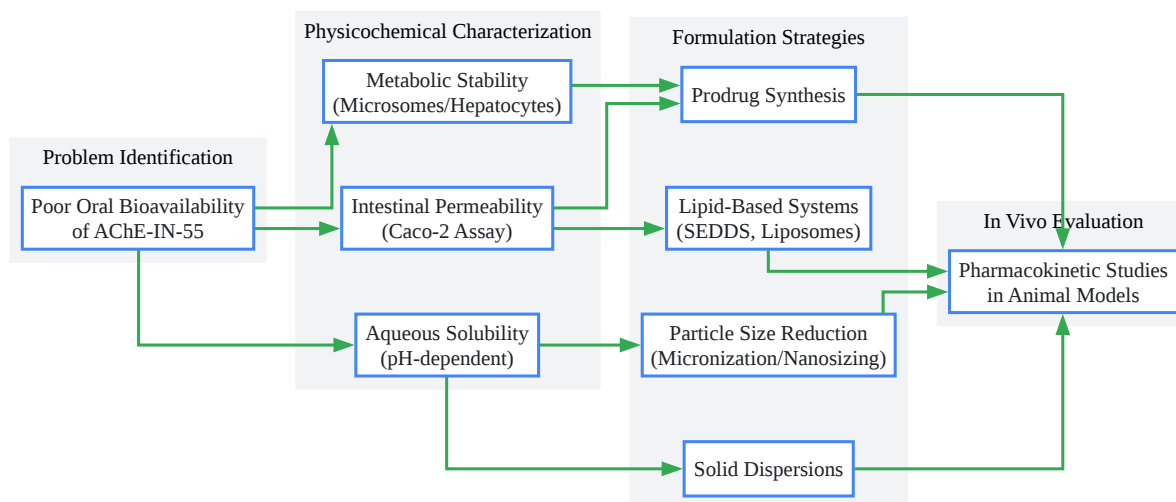 Problem Identification
Poor Oral Bioavailability
of AChE-IN-55
Physicochemical Characterization
Metabolic Stability
(Microsomes/Hepatocytes)
Intestinal Permeability
(Caco-2 Assay)
Aqueous Solubility
(pH-dependent)
Formulation Strategies
Prodrug Synthesis
Lipid-Based Systems
(SEDDS, Liposomes)
Particle Size Reduction
(Micronization/Nanosizing)
Solid Dispersions
In Vivo Evaluation
Pharmacokinetic Studies
in Animal Models